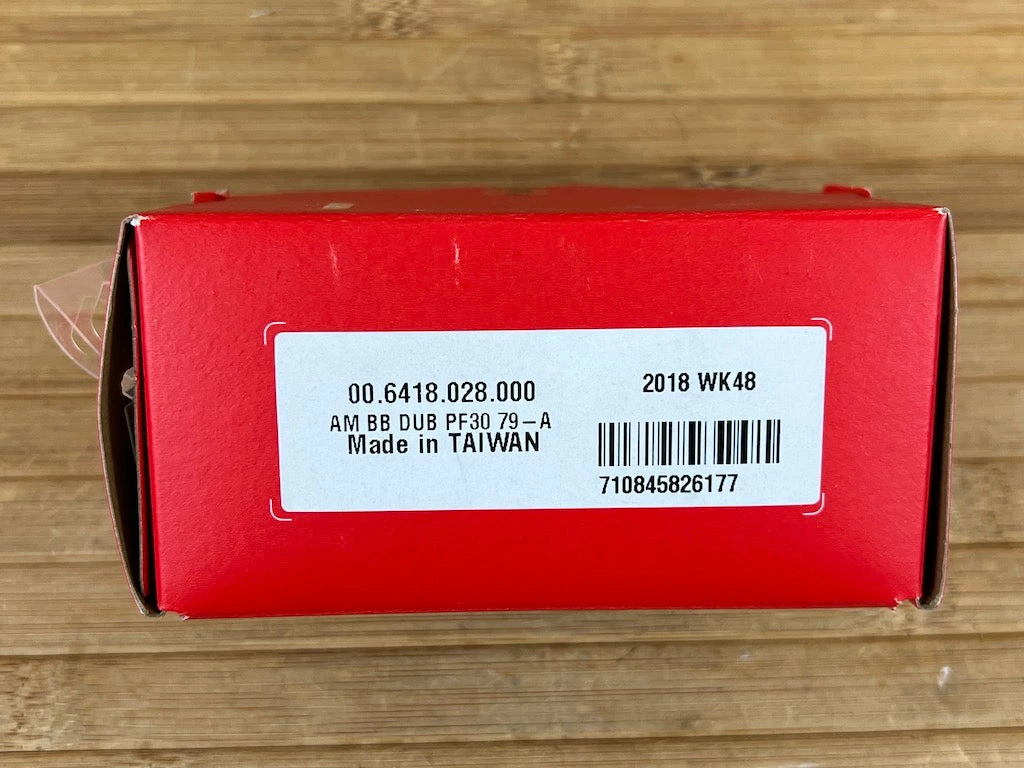 00.6418.028.000
AM BB DUB PF30 79–A
Made in TAIWAN
2018 WK48
710845826177